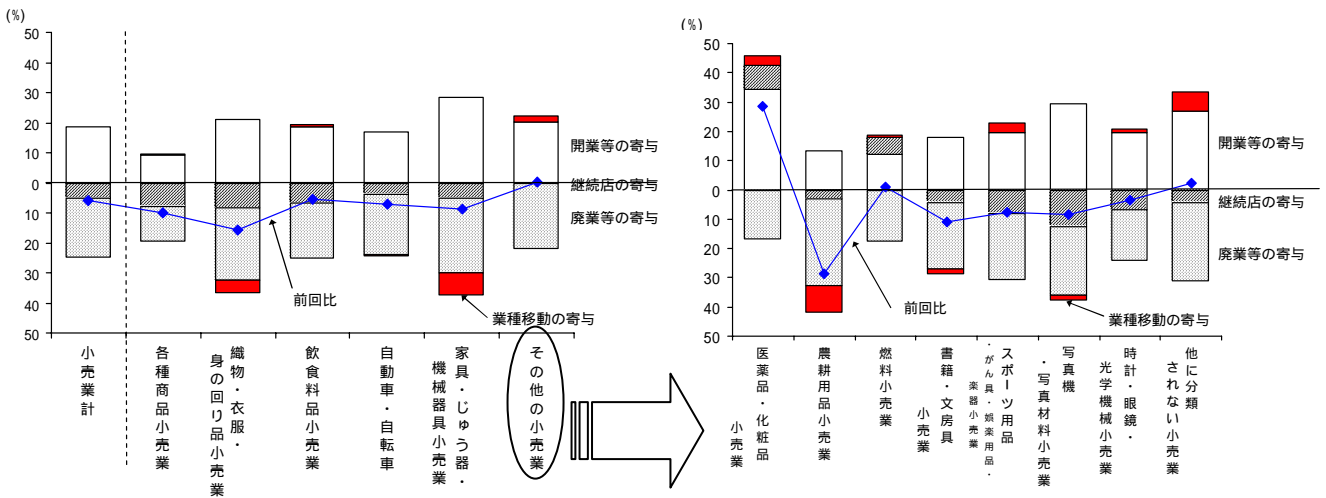 (%)
50
40
30
20
10
0
10
20
30
40
50
開業等の寄与
継続店の寄与
廃業等の寄与
前回比
業種移動の寄与
小売業計
各種商品小売業
織物・衣服・
身の回り品小売業
飲食料品小売業
自動車・自転車
家具・じゅう器・
機械器具小売業
その他の小売業
(%)
50
40
30
20
10
0
10
20
30
40
50
開業等の寄与
継続店の寄与
廃業等の寄与
前回比
業種移動の寄与
医薬品・化粧品
小売業
農耕用品小売業
燃料小売業
書籍・文房具
小売業
スポーツ用品
・がん具・娯楽用品・
楽器小売業
写真機
・写真材料小売業
時計・眼鏡・
光学機械小売業
他に分類
されない小売業